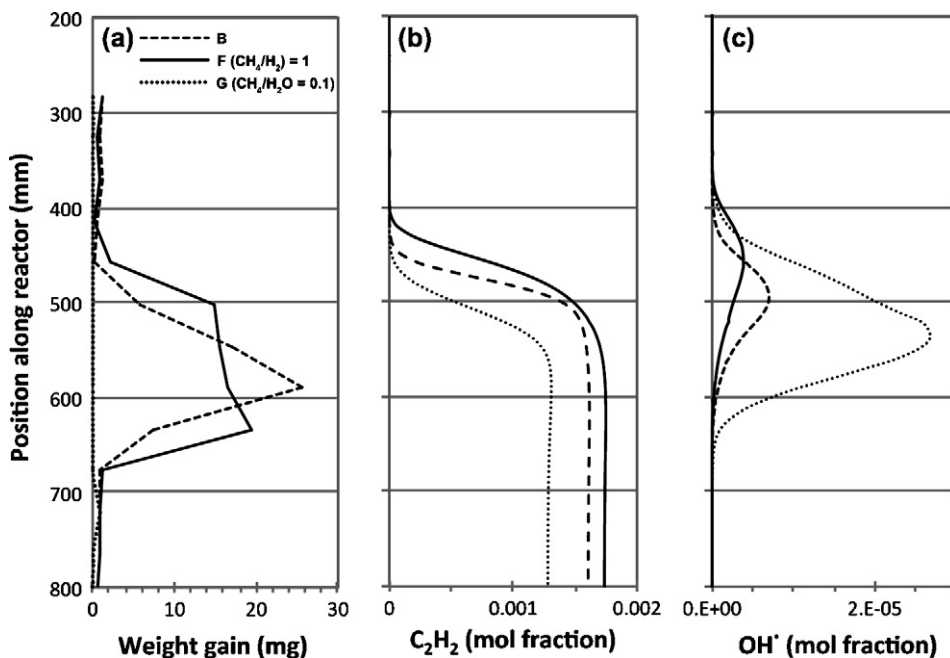 (a)
B
F (CH₄/H₂) = 1
G (CH₄/H₂O = 0.1)
(b)
(c)
Position along reactor (mm)
200
300
400
500
600
700
800
0 10 20 30
Weight gain (mg)
0 0.001 0.002
C₂H₂ (mol fraction)
0.E+00 2.E-05
OH˙ (mol fraction)